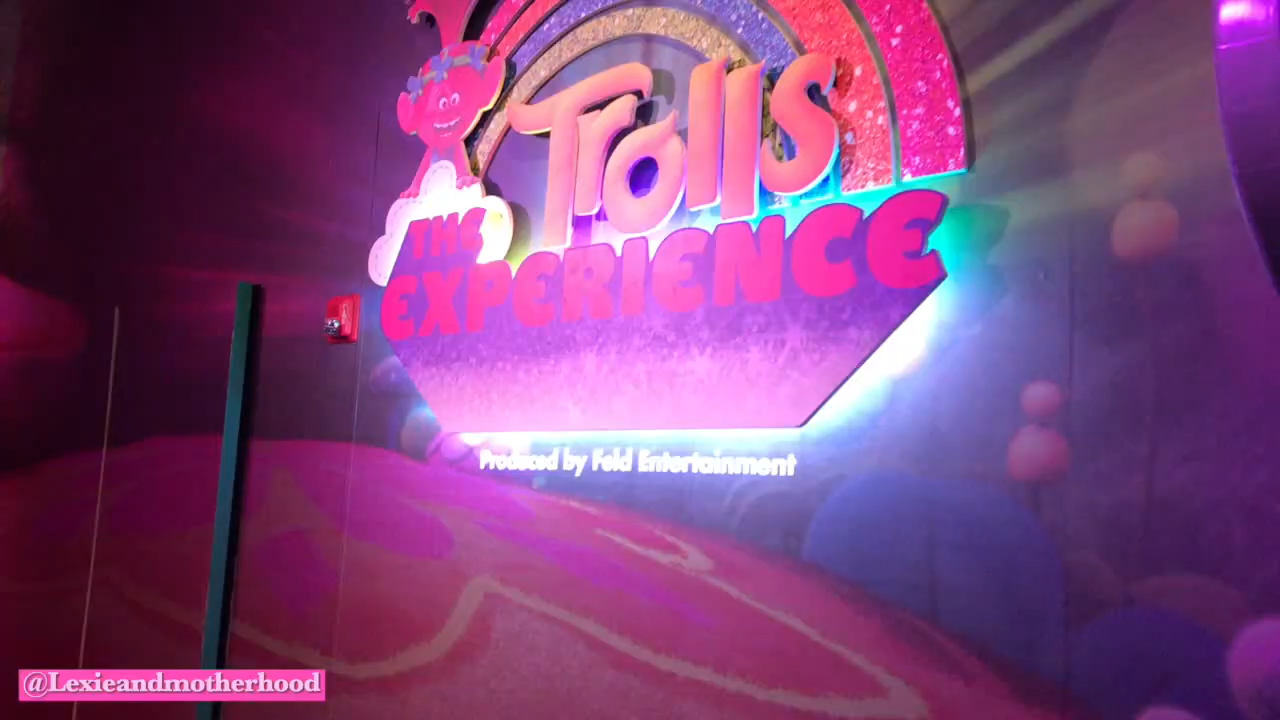 Trolls
THE
EXPERIENCE
Produced by Feld Entertainment
@Lexieandmotherhood